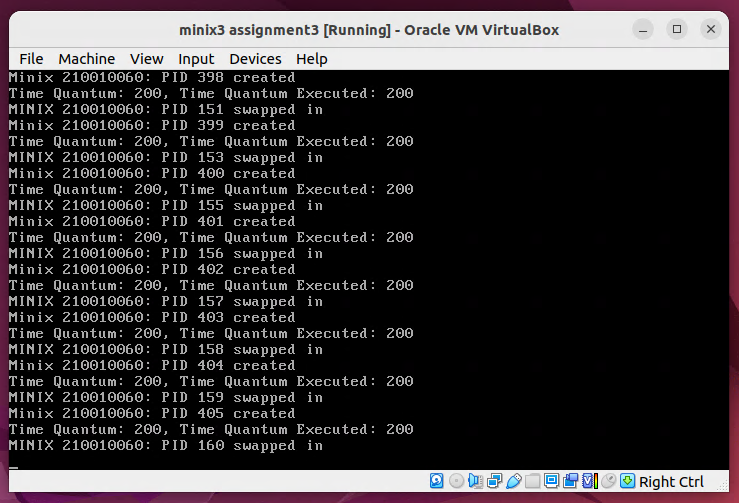 minix3 assignment3 [Running] - Oracle VM VirtualBox
File Machine View Input Devices Help
Minix 210010060: PID 398 created
Time Quantum: 200, Time Quantum Executed: 200
MINIX 210010060: PID 151 swapped in
Minix 210010060: PID 399 created
Time Quantum: 200, Time Quantum Executed: 200
MINIX 210010060: PID 153 swapped in
Minix 210010060: PID 400 created
Time Quantum: 200, Time Quantum Executed: 200
MINIX 210010060: PID 155 swapped in
Minix 210010060: PID 401 created
Time Quantum: 200, Time Quantum Executed: 200
MINIX 210010060: PID 156 swapped in
Minix 210010060: PID 402 created
Time Quantum: 200, Time Quantum Executed: 200
MINIX 210010060: PID 157 swapped in
Minix 210010060: PID 403 created
Time Quantum: 200, Time Quantum Executed: 200
MINIX 210010060: PID 158 swapped in
Minix 210010060: PID 404 created
Time Quantum: 200, Time Quantum Executed: 200
MINIX 210010060: PID 159 swapped in
Minix 210010060: PID 405 created
Time Quantum: 200, Time Quantum Executed: 200
MINIX 210010060: PID 160 swapped in
Right Ctrl